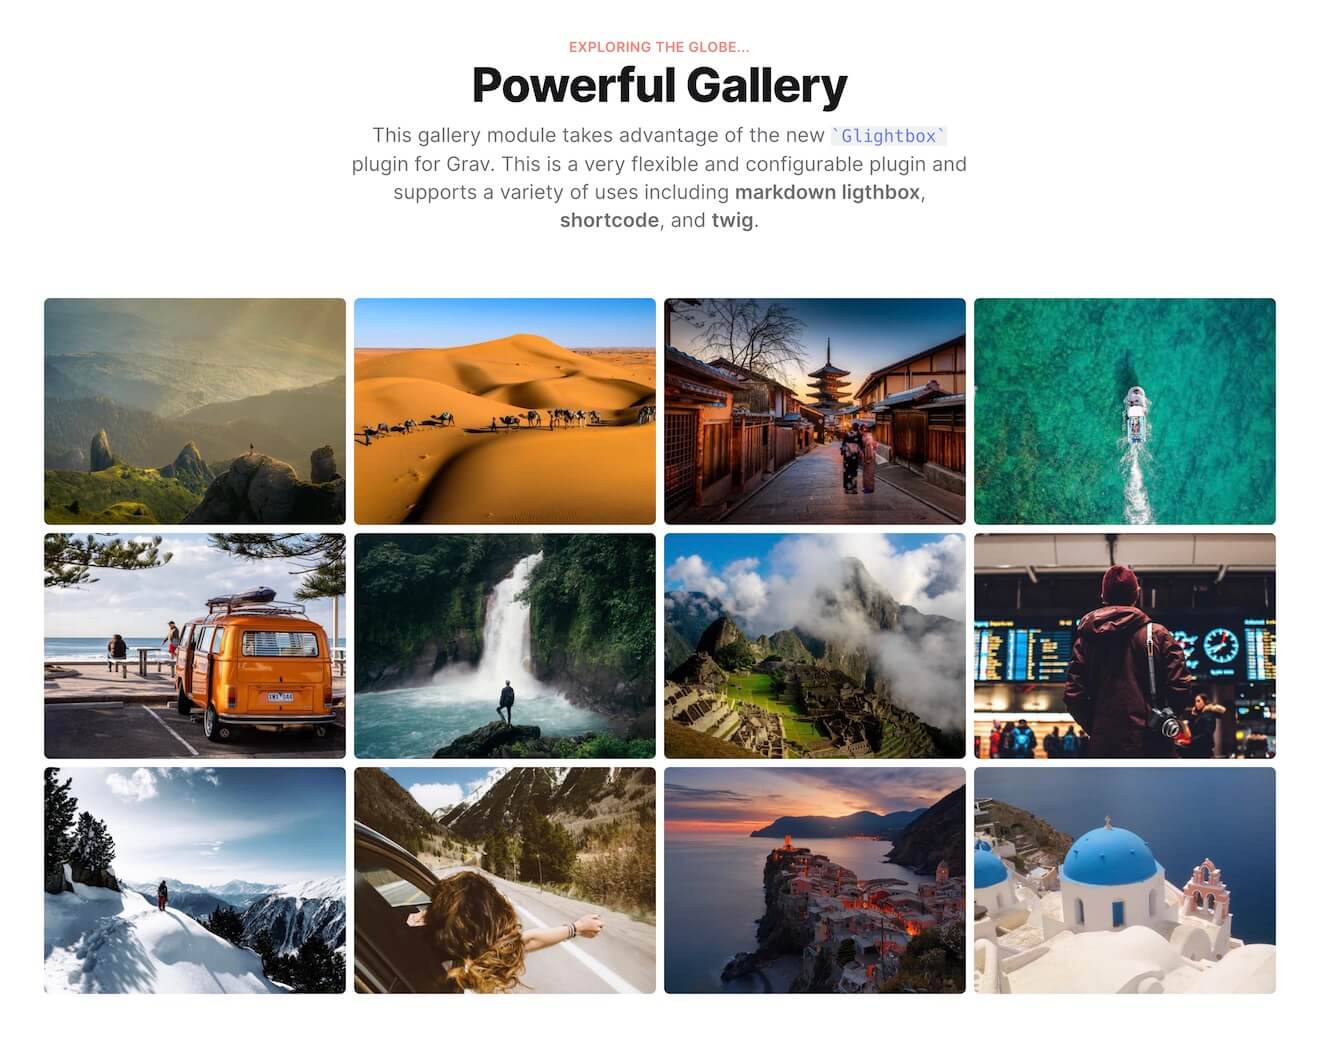 EXPLORING THE GLOBE...
Powerful Gallery
This gallery module takes advantage of the new `Glightbox`
plugin for Grav. This is a very flexible and configurable plugin and
supports a variety of uses including markdown ligthbox,
shortcode, and twig.